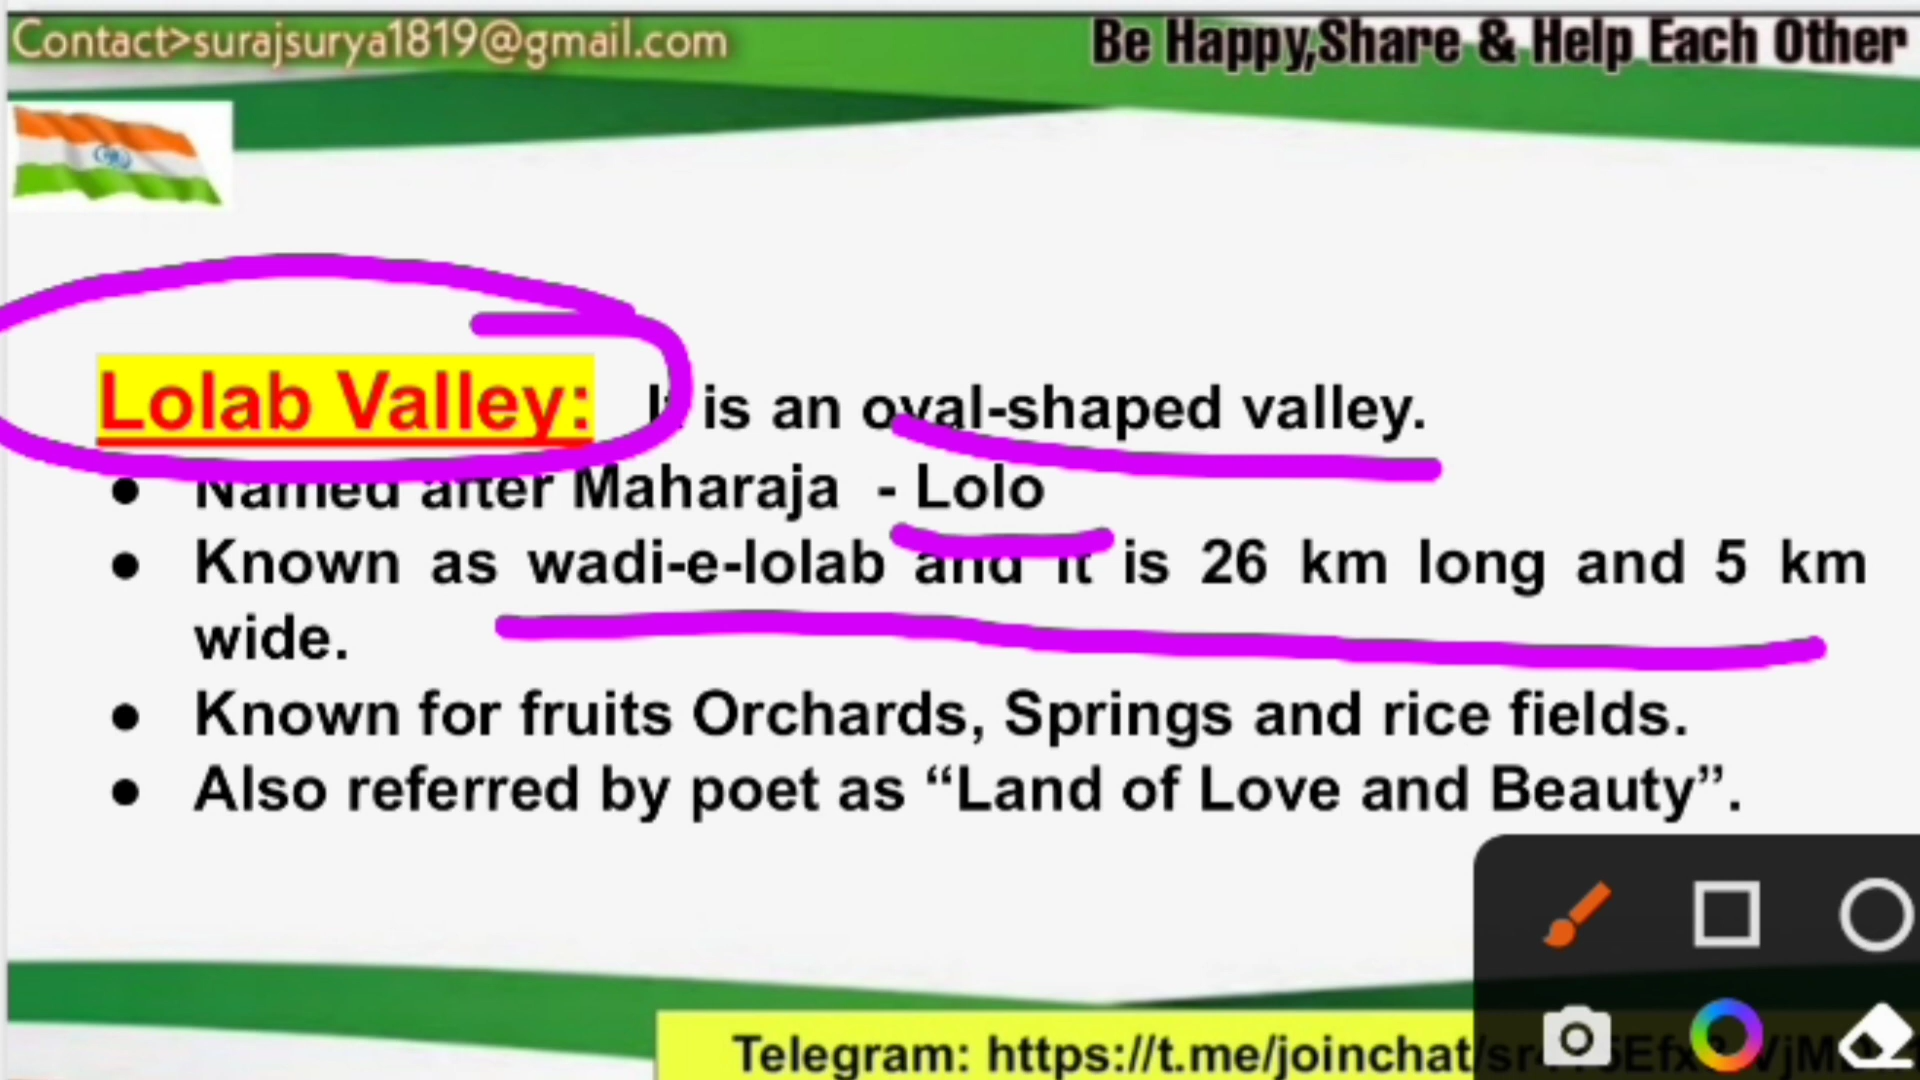 Contact>surajsurya1819@gmail.com
Be Happy,Share & Help Each Other
Lolab Valley: It is an oval-shaped valley.
● Named after Maharaja - Lolo
● Known as wadi-e-lolab and it is 26 km long and 5 km
wide.
● Known for fruits Orchards, Springs and rice fields.
● Also referred by poet as “Land of Love and Beauty”.
Telegram: https://t.me/joinchat/